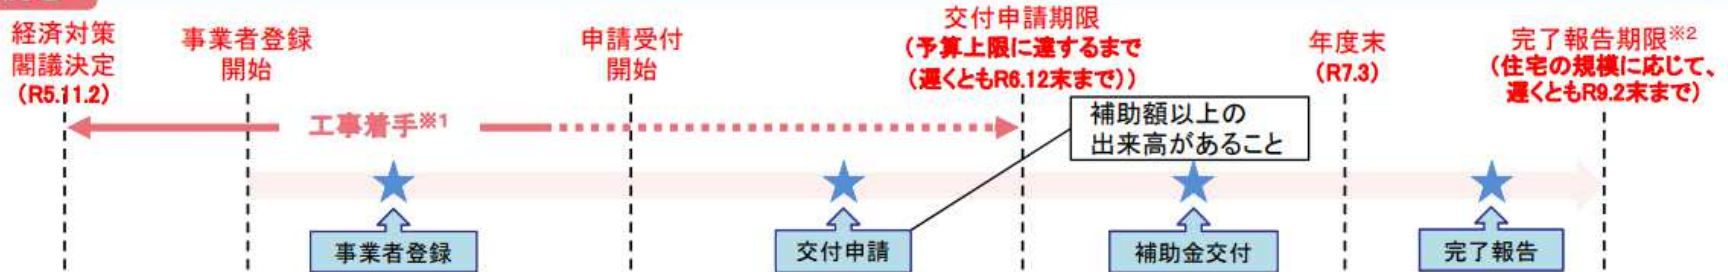 経済対策
閣議決定
(R5.11.2)
事業者登録
開始
申請受付
開始
交付申請期限
(予算上限に達するまで
(遅くともR6.12末まで))
年度末
(R7.3)
完了報告期限※2
(住宅の規模に応じて、
遅くともR9.2末まで)
工事着手※1
補助額以上の
出来高があること
事業者登録
交付申請
補助金交付
完了報告